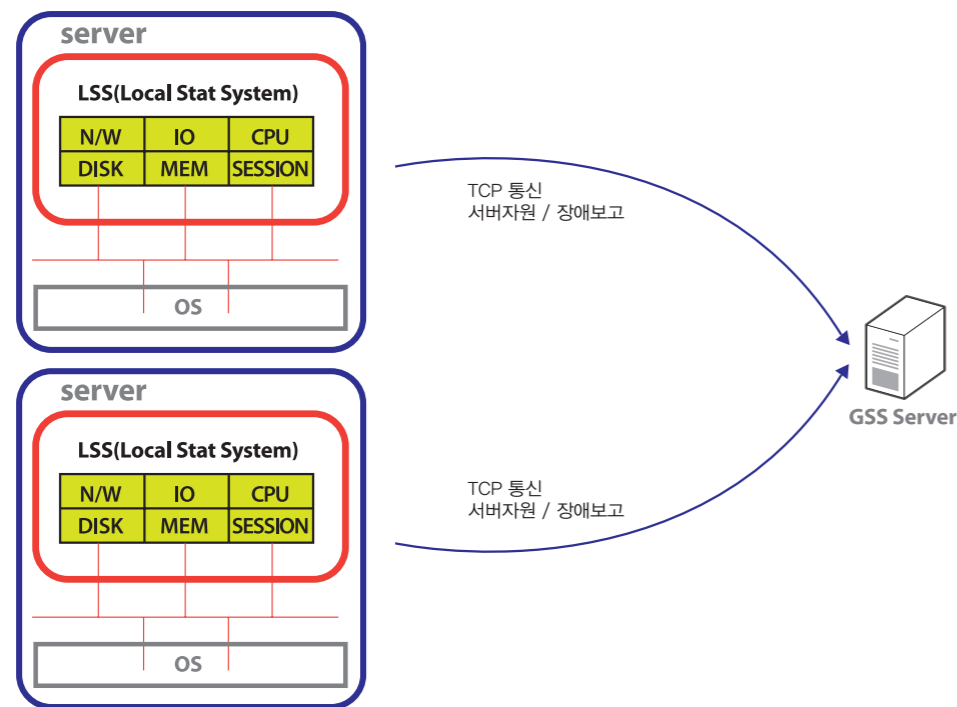 server
LSS(Local Stat System)
N/W IO CPU
DISK MEM SESSION
OS
TCP 통신
서버자원 / 장애보고
GSS Server
server
LSS(Local Stat System)
N/W IO CPU
DISK MEM SESSION
OS
TCP 통신
서버자원 / 장애보고